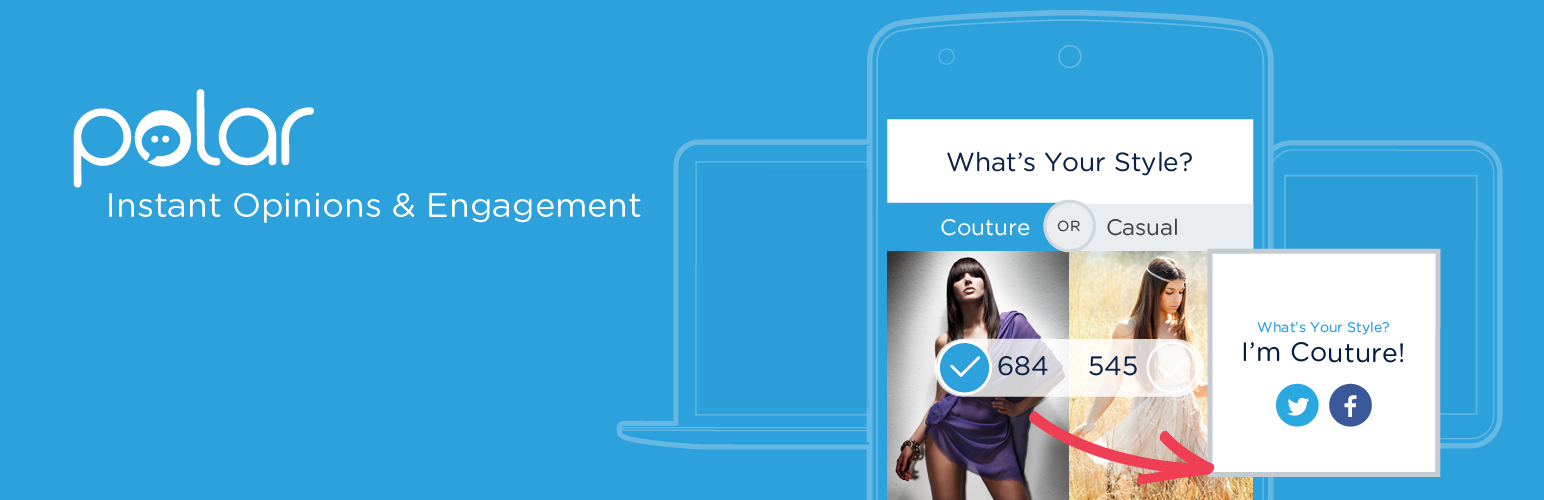 polar
Instant Opinions & Engagement
What's Your Style?
Couture OR Casual
684 545
What's Your Style?
I'm Couture!